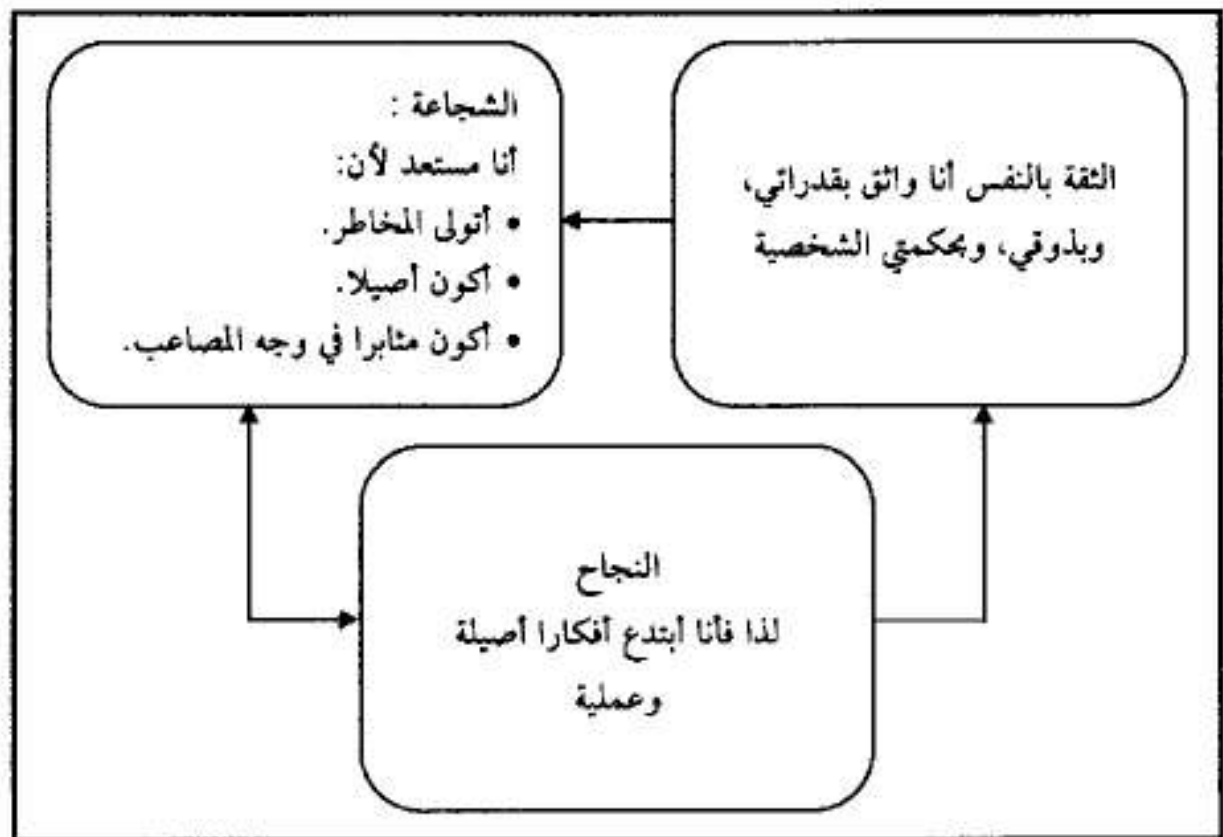 الثقة بالنفس أنا واثق بقدراتي،
وبذوقي، وبحكمتي الشخصية
الشجاعة :
أنا مستعد لأن:
• أتولى المخاطر.
• أكون أصيلا.
• أكون مثابرا في وجه المصاعب.
النجاح
لذا فأنا أبتدع أفكارا أصيلة
وعملية